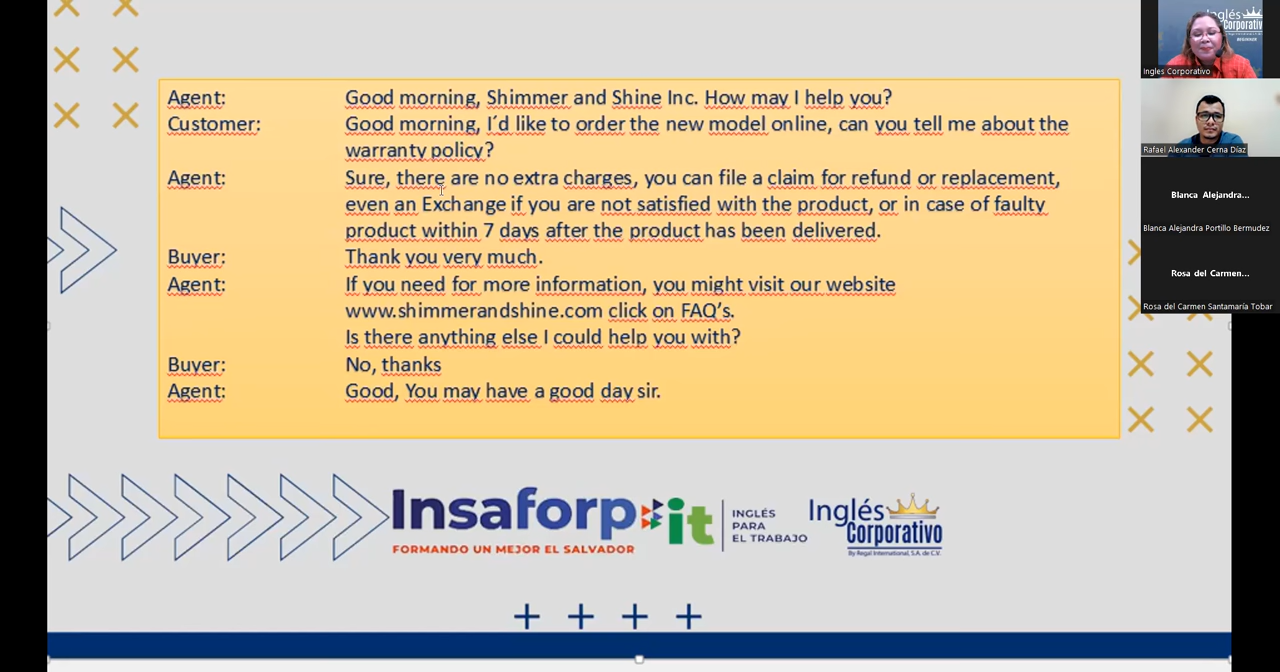 Agent: Good morning, Shimmer and Shine Inc. How may I help you?
Customer: Good morning, I´d like to order the new model online, can you tell me about the
warranty policy?
Agent: Sure, there are no extra charges, you can file a claim for refund or replacement,
even an Exchange if you are not satisfied with the product, or in case of faulty
product within 7 days after the product has been delivered.
Buyer: Thank you very much.
Agent: If you need for more information, you might visit our website
www.shimmerandshine.com click on FAQ’s.
Is there anything else I could help you with?
Buyer: No, thanks
Agent: Good, You may have a good day sir.
Insaforp it
FORMANDO UN MEJOR EL SALVADOR
INGLÉS
PARA
EL TRABAJO
Inglés
Corporativo
By Regal International, S.A. de C.V.
Inglés
Corporativo
Ingles Corporativo
Rafael Alexander Cerna Díaz
Blanca Alejandra...
Blanca Alejandra Portillo Bermudez
Rosa del Carmen...
Rosa del Carmen Santamaría Tobar